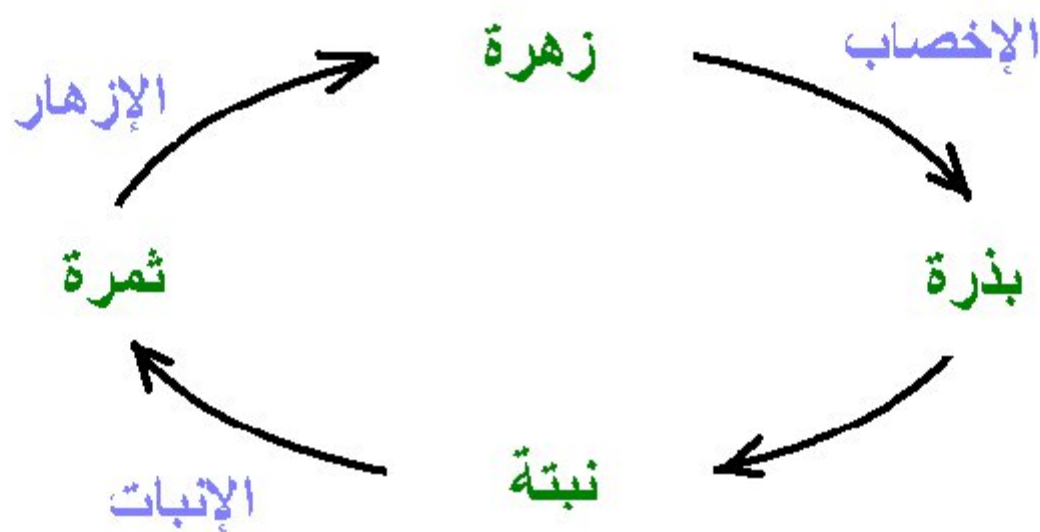 زهرة
الإخصاب
بذرة
نبتة
الإنبات
ثمرة
الإزهار